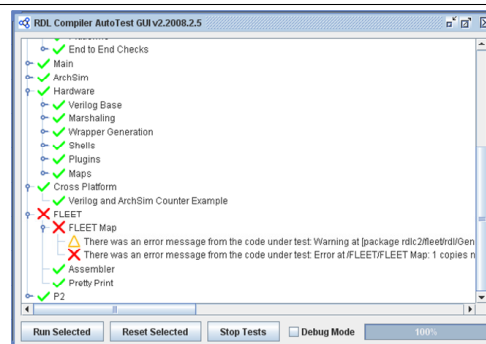 RDL Compiler AutoTest GUI v2.2008.2.5
End to End Checks
Main
ArchSim
Hardware
Verilog Base
Marshaling
Wrapper Generation
Shells
Plugins
Maps
Cross Platform
Verilog and ArchSim Counter Example
FLEET
FLEET Map
There was an error message from the code under test: Warning at [package rdlc2/fleet/rdl/Gen
There was an error message from the code under test: Error at /FLEET/FLEET Map: 1 copies n
Assembler
Pretty Print
P2
Run Selected Reset Selected Stop Tests Debug Mode 100%